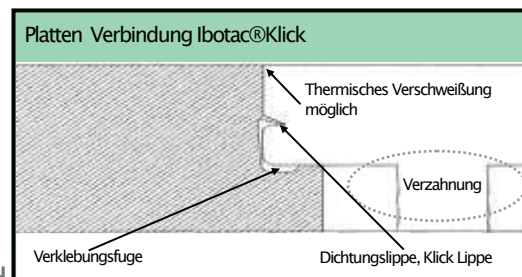 Platten Verbindung Ibotac®Klick
Thermisches Verschweißung
möglich
Verzahnung
Verklebungsfuge
Dichtungslippe, Klick Lippe